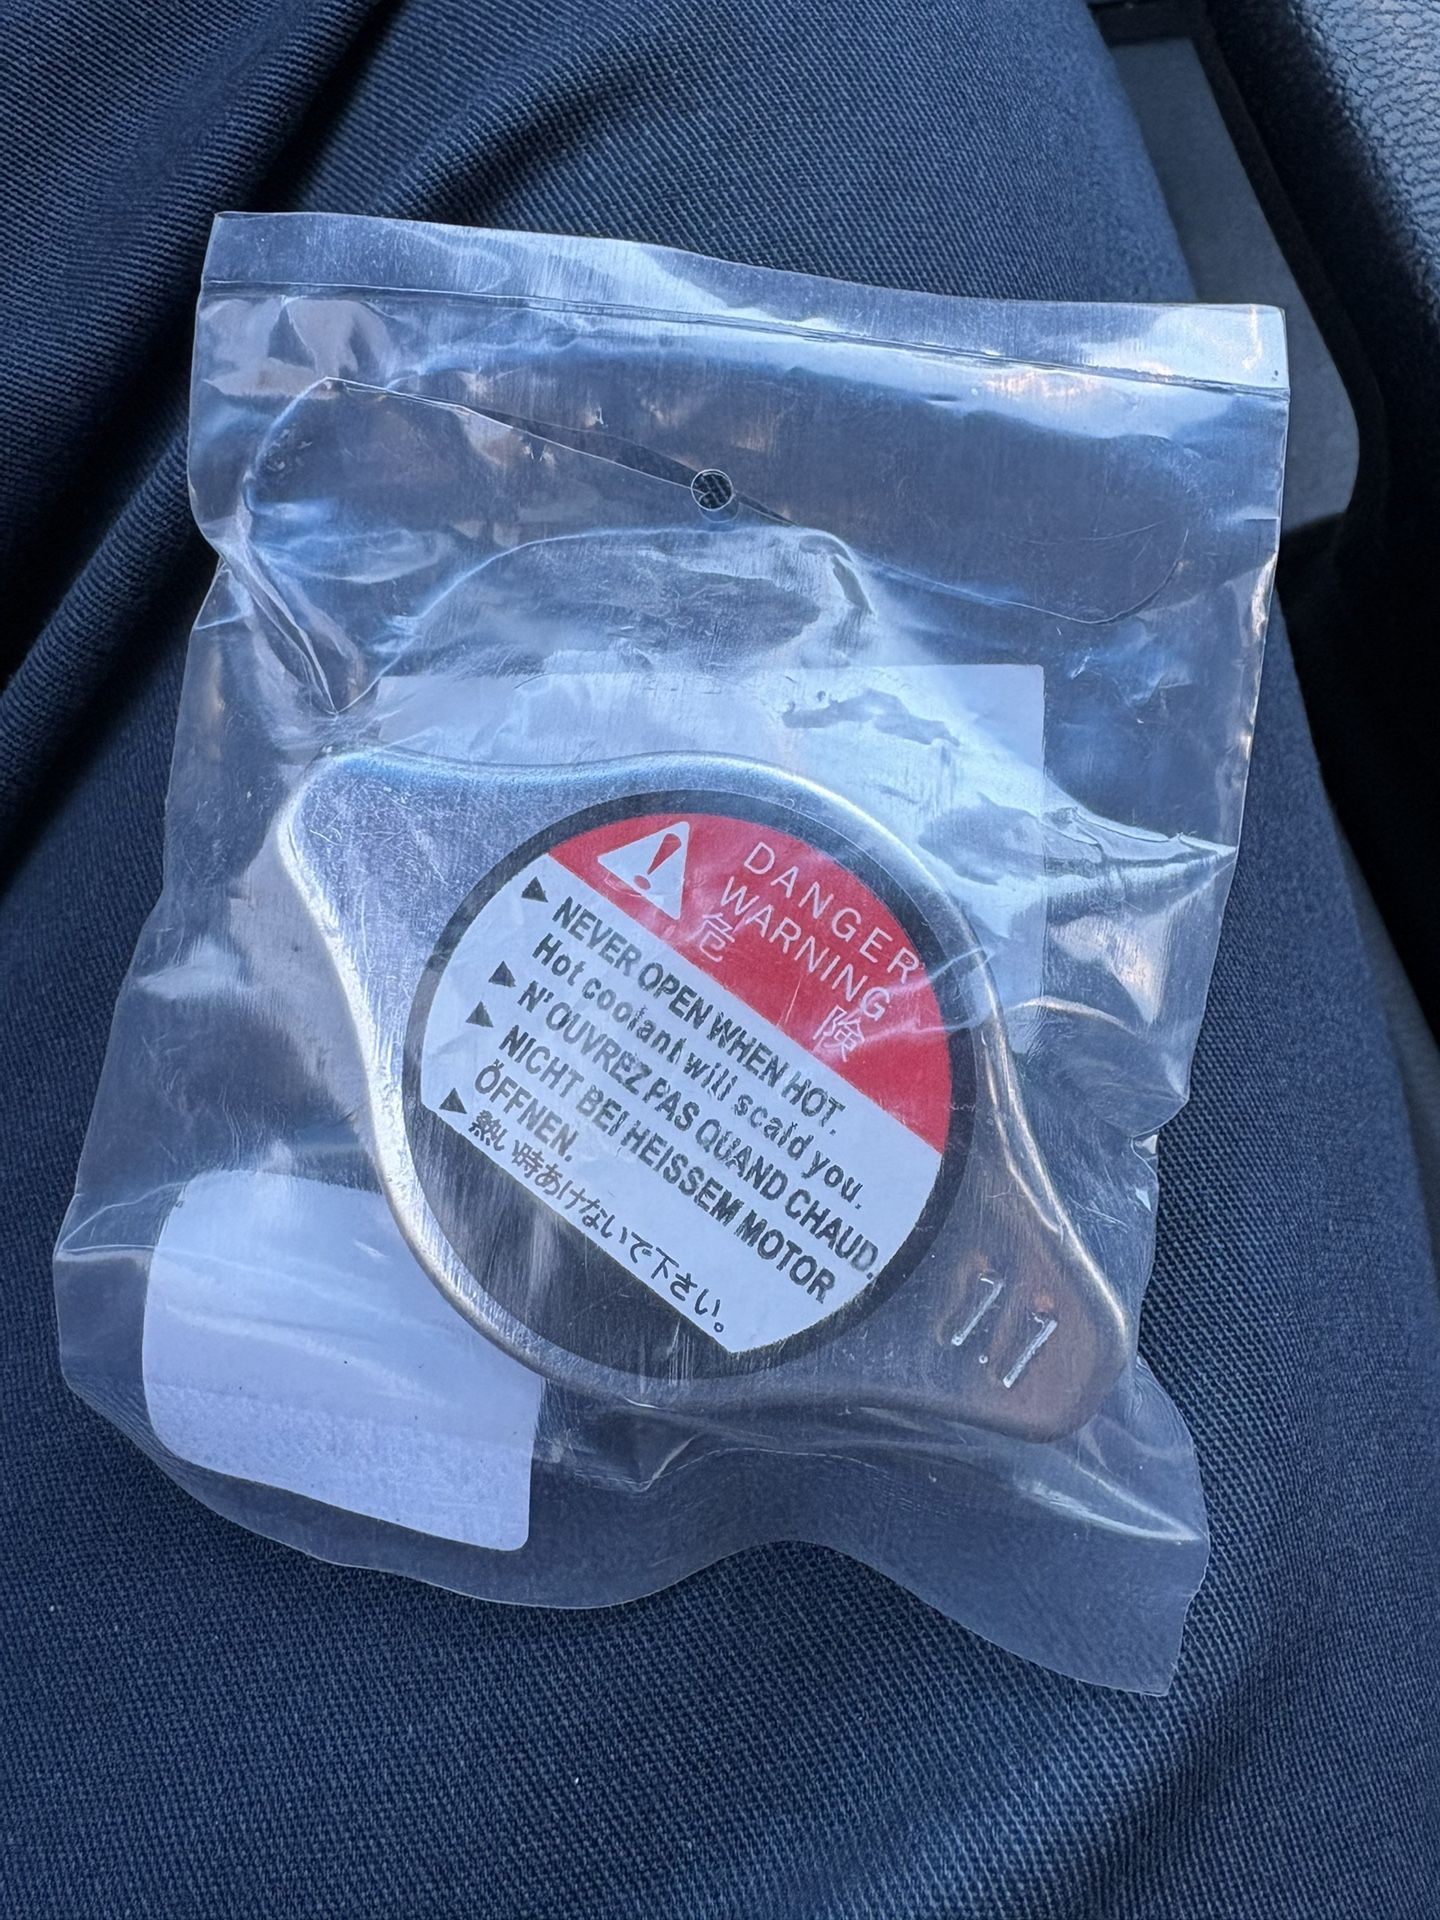 DANGER
WARNING
危 険
▶ NEVER OPEN WHEN HOT.
Hot coolant will scald you.
▶ N'OUVREZ PAS QUAND CHAUD.
▶ NICHT BEI HEISSEM MOTOR
ÖFFNEN.
▶ 熱い時あけないで下さい。
1.1